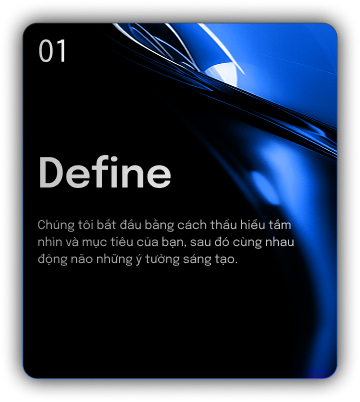 01
Define
Chúng tôi bắt đầu bằng cách thấu hiểu tầm
nhìn và mục tiêu của bạn, sau đó cùng nhau
động não những ý tưởng sáng tạo.